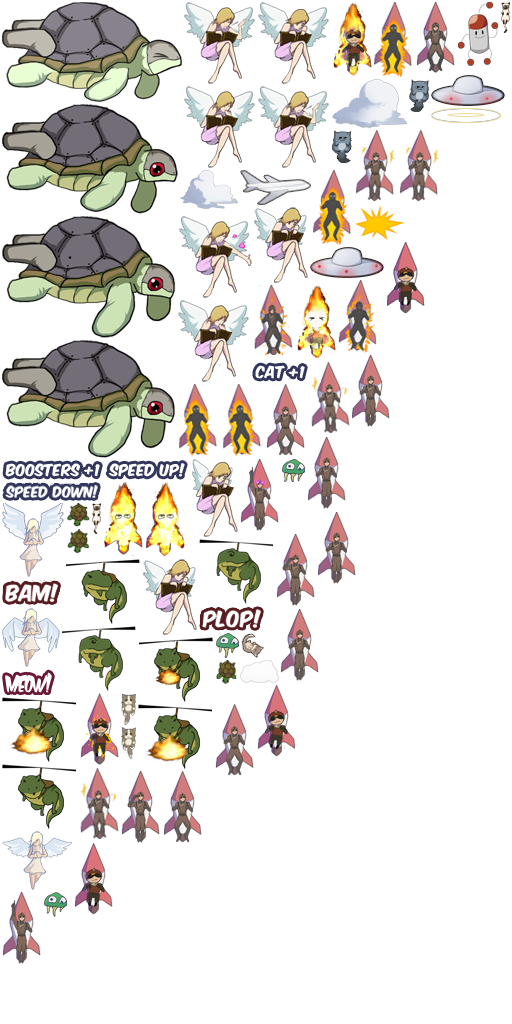 CAT +1
BOOSTERS +1 SPEED UP!
SPEED DOWN!
BAM!
PLOP!
MEOW!